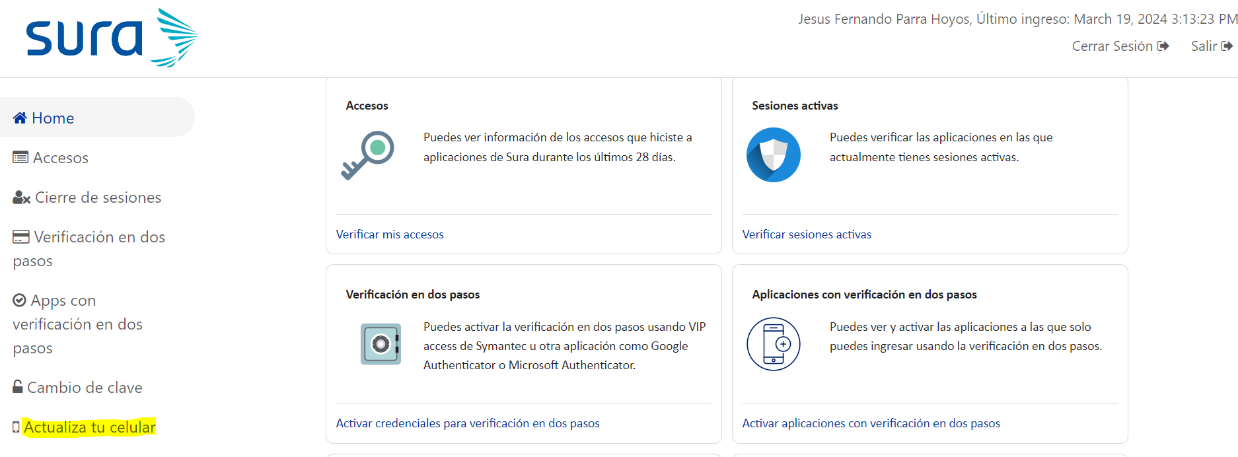 sura
Jesus Fernando Parra Hoyos, Último ingreso: March 19, 2024 3:13:23 PM
Cerrar Sesión
Salir
Home
Accesos
Cierre de sesiones
Verificación en dos
pasos
Apps con
verificación en dos
pasos
Cambio de clave
Actualiza tu celular
Accesos
Puedes ver información de los accesos que hiciste a
aplicaciones de Sura durante los últimos 28 días.
Verificar mis accesos
Sesiones activas
Puedes verificar las aplicaciones en las que
actualmente tienes sesiones activas.
Verificar sesiones activas
Verificación en dos pasos
Puedes activar la verificación en dos pasos usando VIP
access de Symantec u otra aplicación como Google
Authenticator o Microsoft Authenticator.
Activar credenciales para verificación en dos pasos
Aplicaciones con verificación en dos pasos
Puedes ver y activar las aplicaciones a las que solo
puedes ingresar usando la verificación en dos pasos.
Activar aplicaciones con verificación en dos pasos